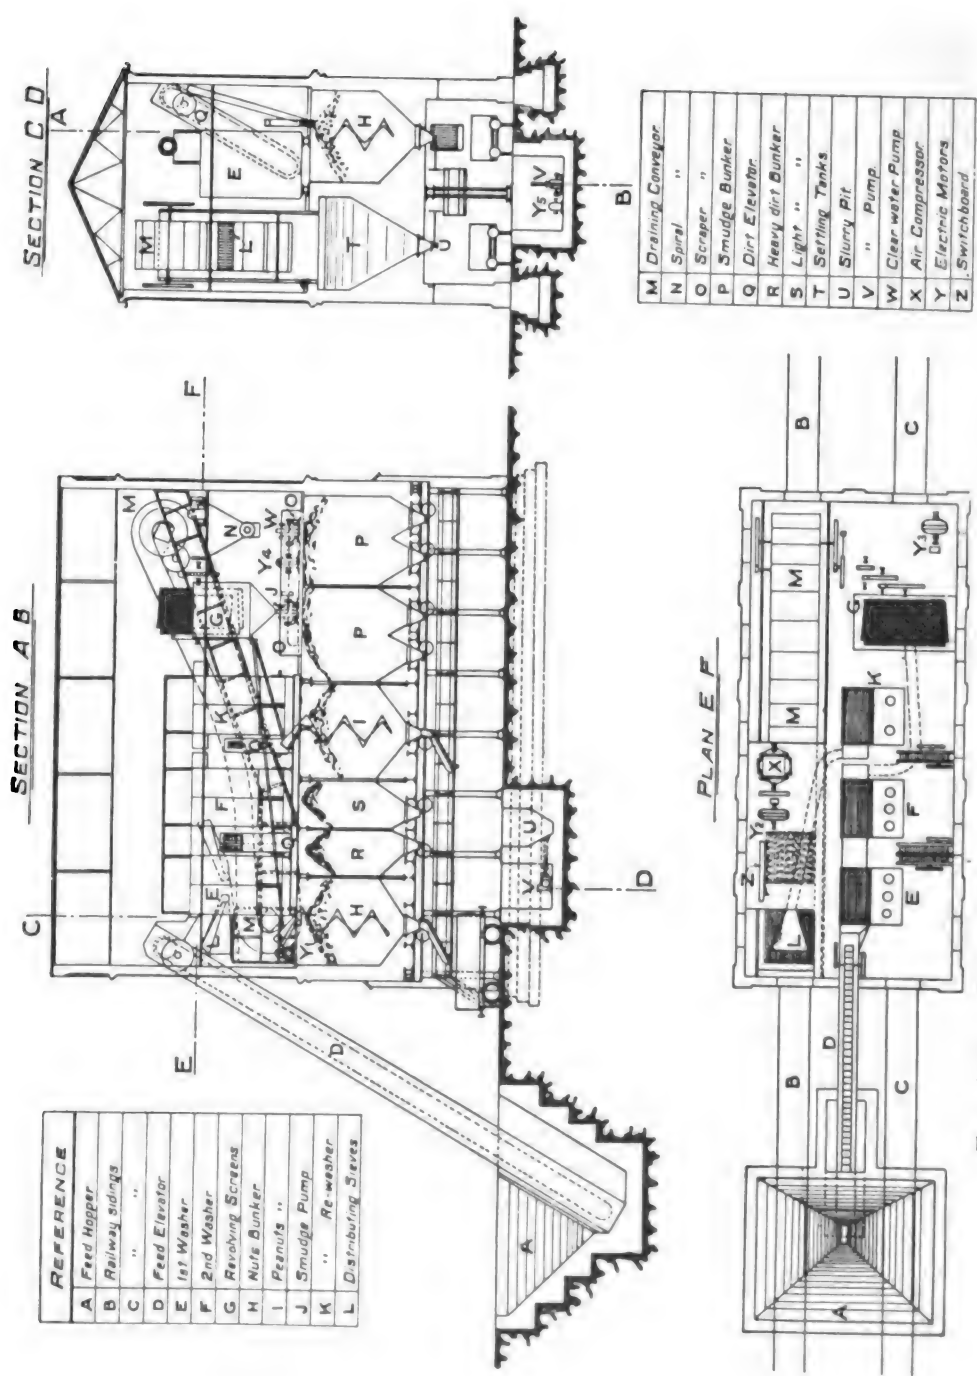 SECTION A B
SECTION C D
PLAN E F
REFERENCE
A Feed Hopper
B Railway sidings
C " "
D Feed Elevator
E 1st Washer
F 2nd Washer
G Revolving Screens
H Nuts Bunker
I Peanuts "
J Smudge Pump
K " Re-washer
L Distributing Sieves
M Draining Conveyor
N Spiral "
O Scraper "
P Smudge Bunker
Q Dirt Elevator
R Heavy dirt Bunker
S Light " "
T Settling Tanks
U Slurry Pit
V " Pump.
W Clear water Pump
X Air Compressor
Y Electric Motors
Z Switchboard
C
E
F
D
M
N
G
W
Y4
J
O
K
F
E
M
Y1
H
R
S
I
P
P
V
U
D
A
A
B
M
L
E
Q
H
T
U
Y5
V
A
B
B
C
C
D
L
Z
Y2
X
M
M
E
F
K
G
Y3